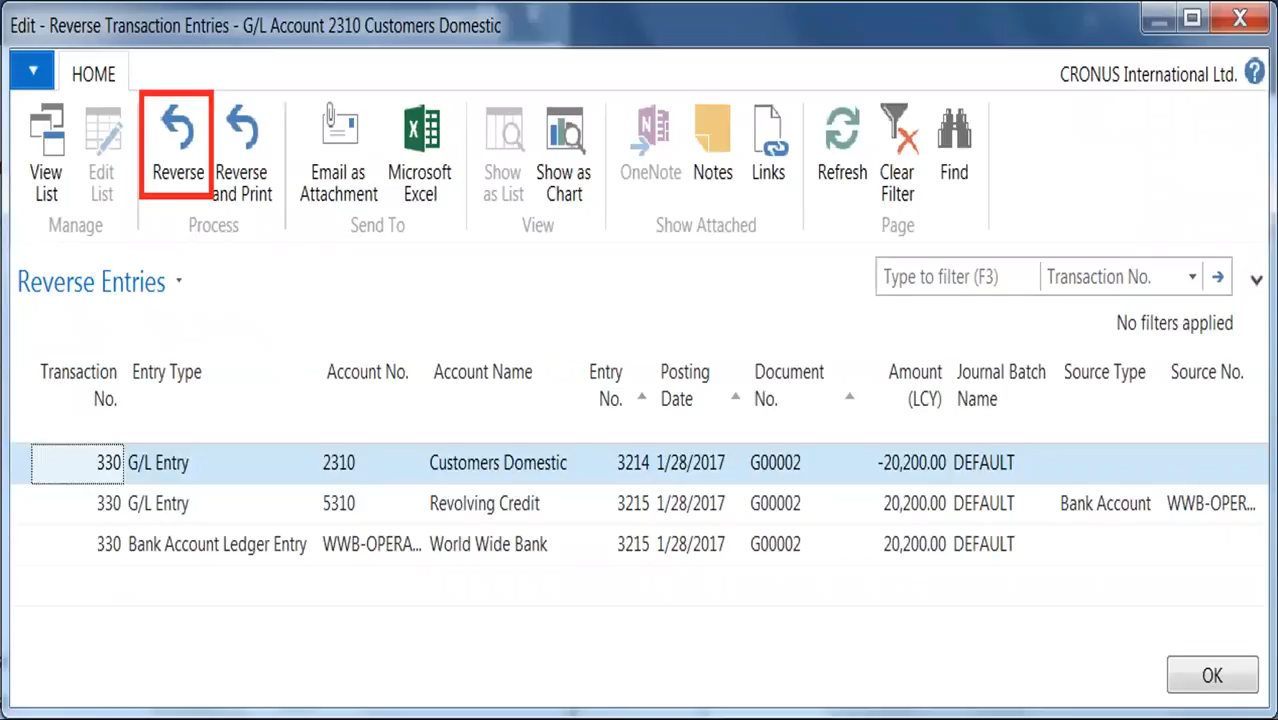 Edit - Reverse Transaction Entries - G/L Account 2310 Customers Domestic
HOME
CRONUS International Ltd.
?
View List
Edit List
Reverse
Reverse and Print
Email as Attachment
Microsoft Excel
Show as List
Show as Chart
OneNote
Notes
Links
Refresh
Clear Filter
Find
Manage
Process
Send To
View
Show Attached
Page
Reverse Entries
Type to filter (F3)
Transaction No.
No filters applied
Transaction No. Entry Type Account No. Account Name Entry No. Posting Date Document No. Amount (LCY) Journal Batch Name Source Type Source No.
330 G/L Entry 2310 Customers Domestic 3214 1/28/2017 G00002 -20,200.00 DEFAULT
330 G/L Entry 5310 Revolving Credit 3215 1/28/2017 G00002 20,200.00 DEFAULT Bank Account WWB-OPER...
330 Bank Account Ledger Entry WWB-OPERA... World Wide Bank 3215 1/28/2017 G00002 20,200.00 DEFAULT
OK